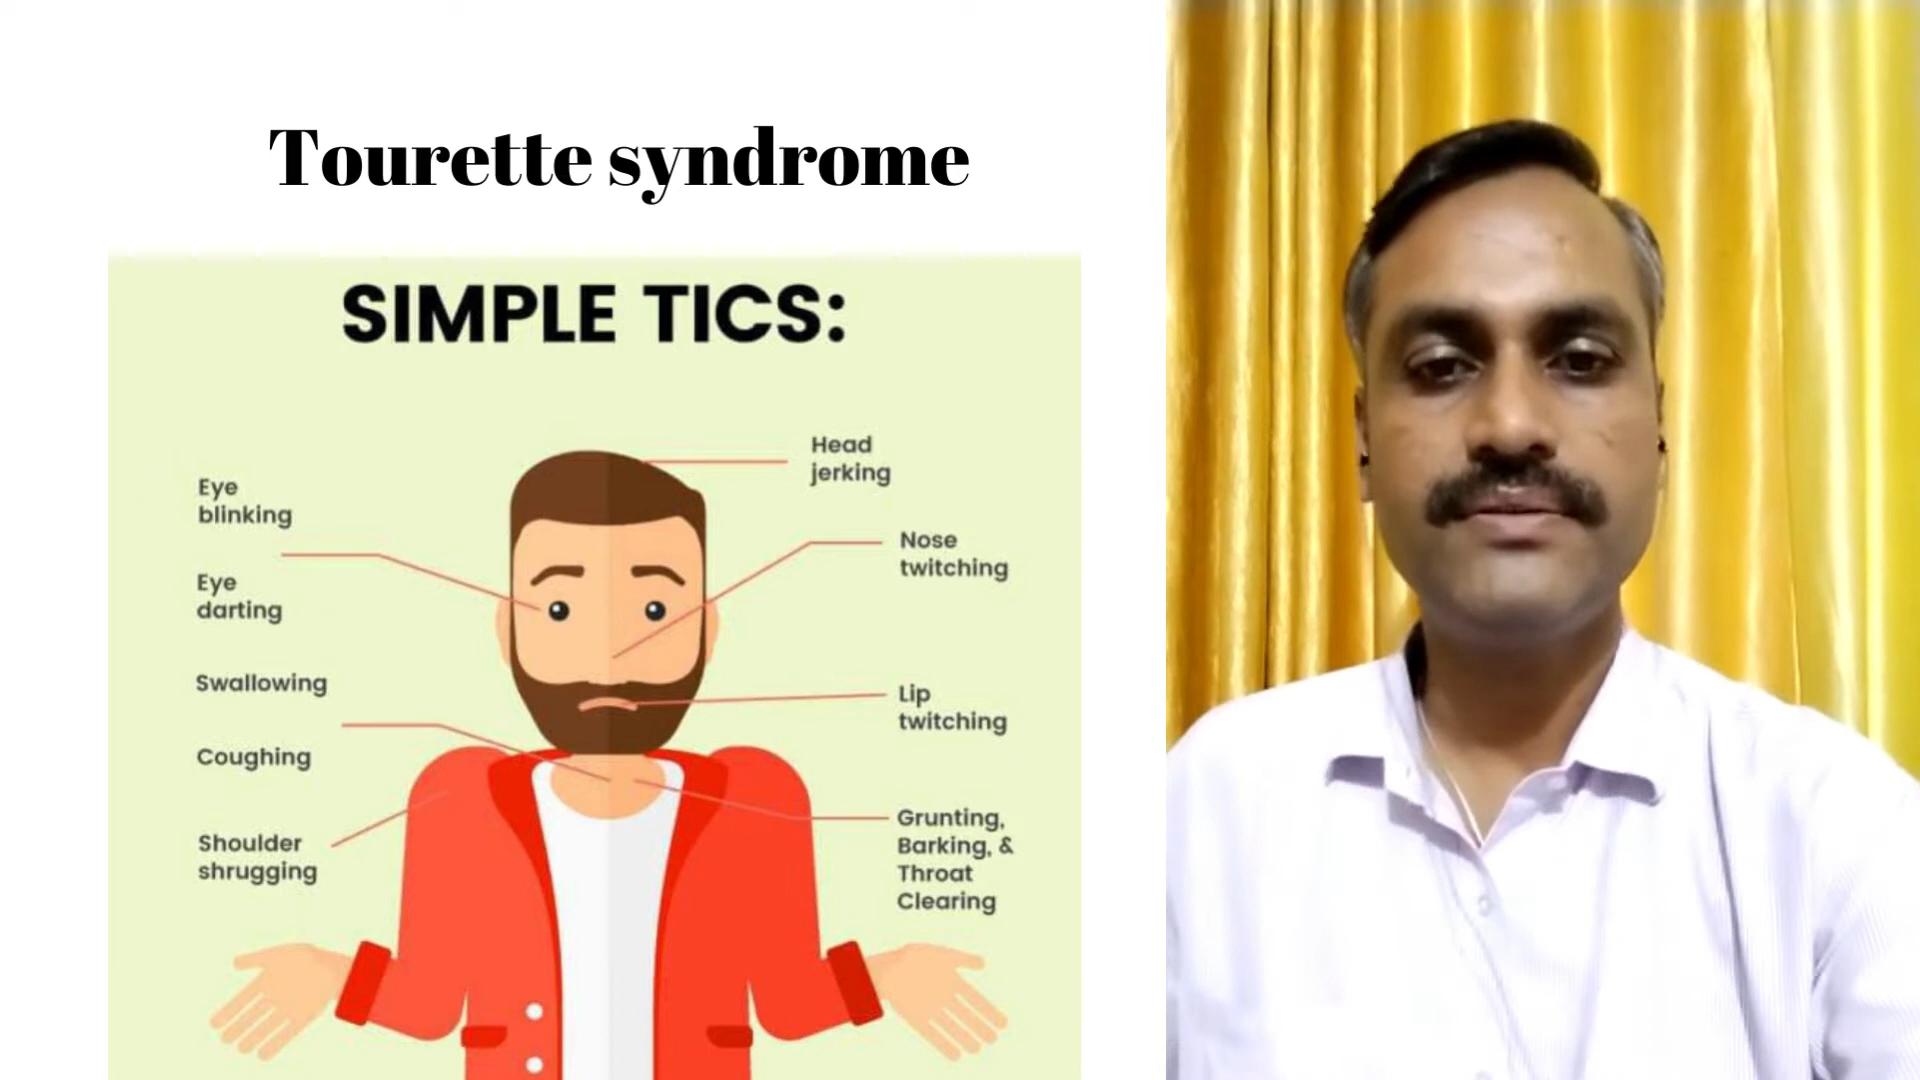 Tourette syndrome
SIMPLE TICS:
Head
jerking
Eye
blinking
Nose
twitching
Eye
darting
Swallowing
Lip
twitching
Coughing
Grunting,
Barking, &
Throat
Clearing
Shoulder
shrugging